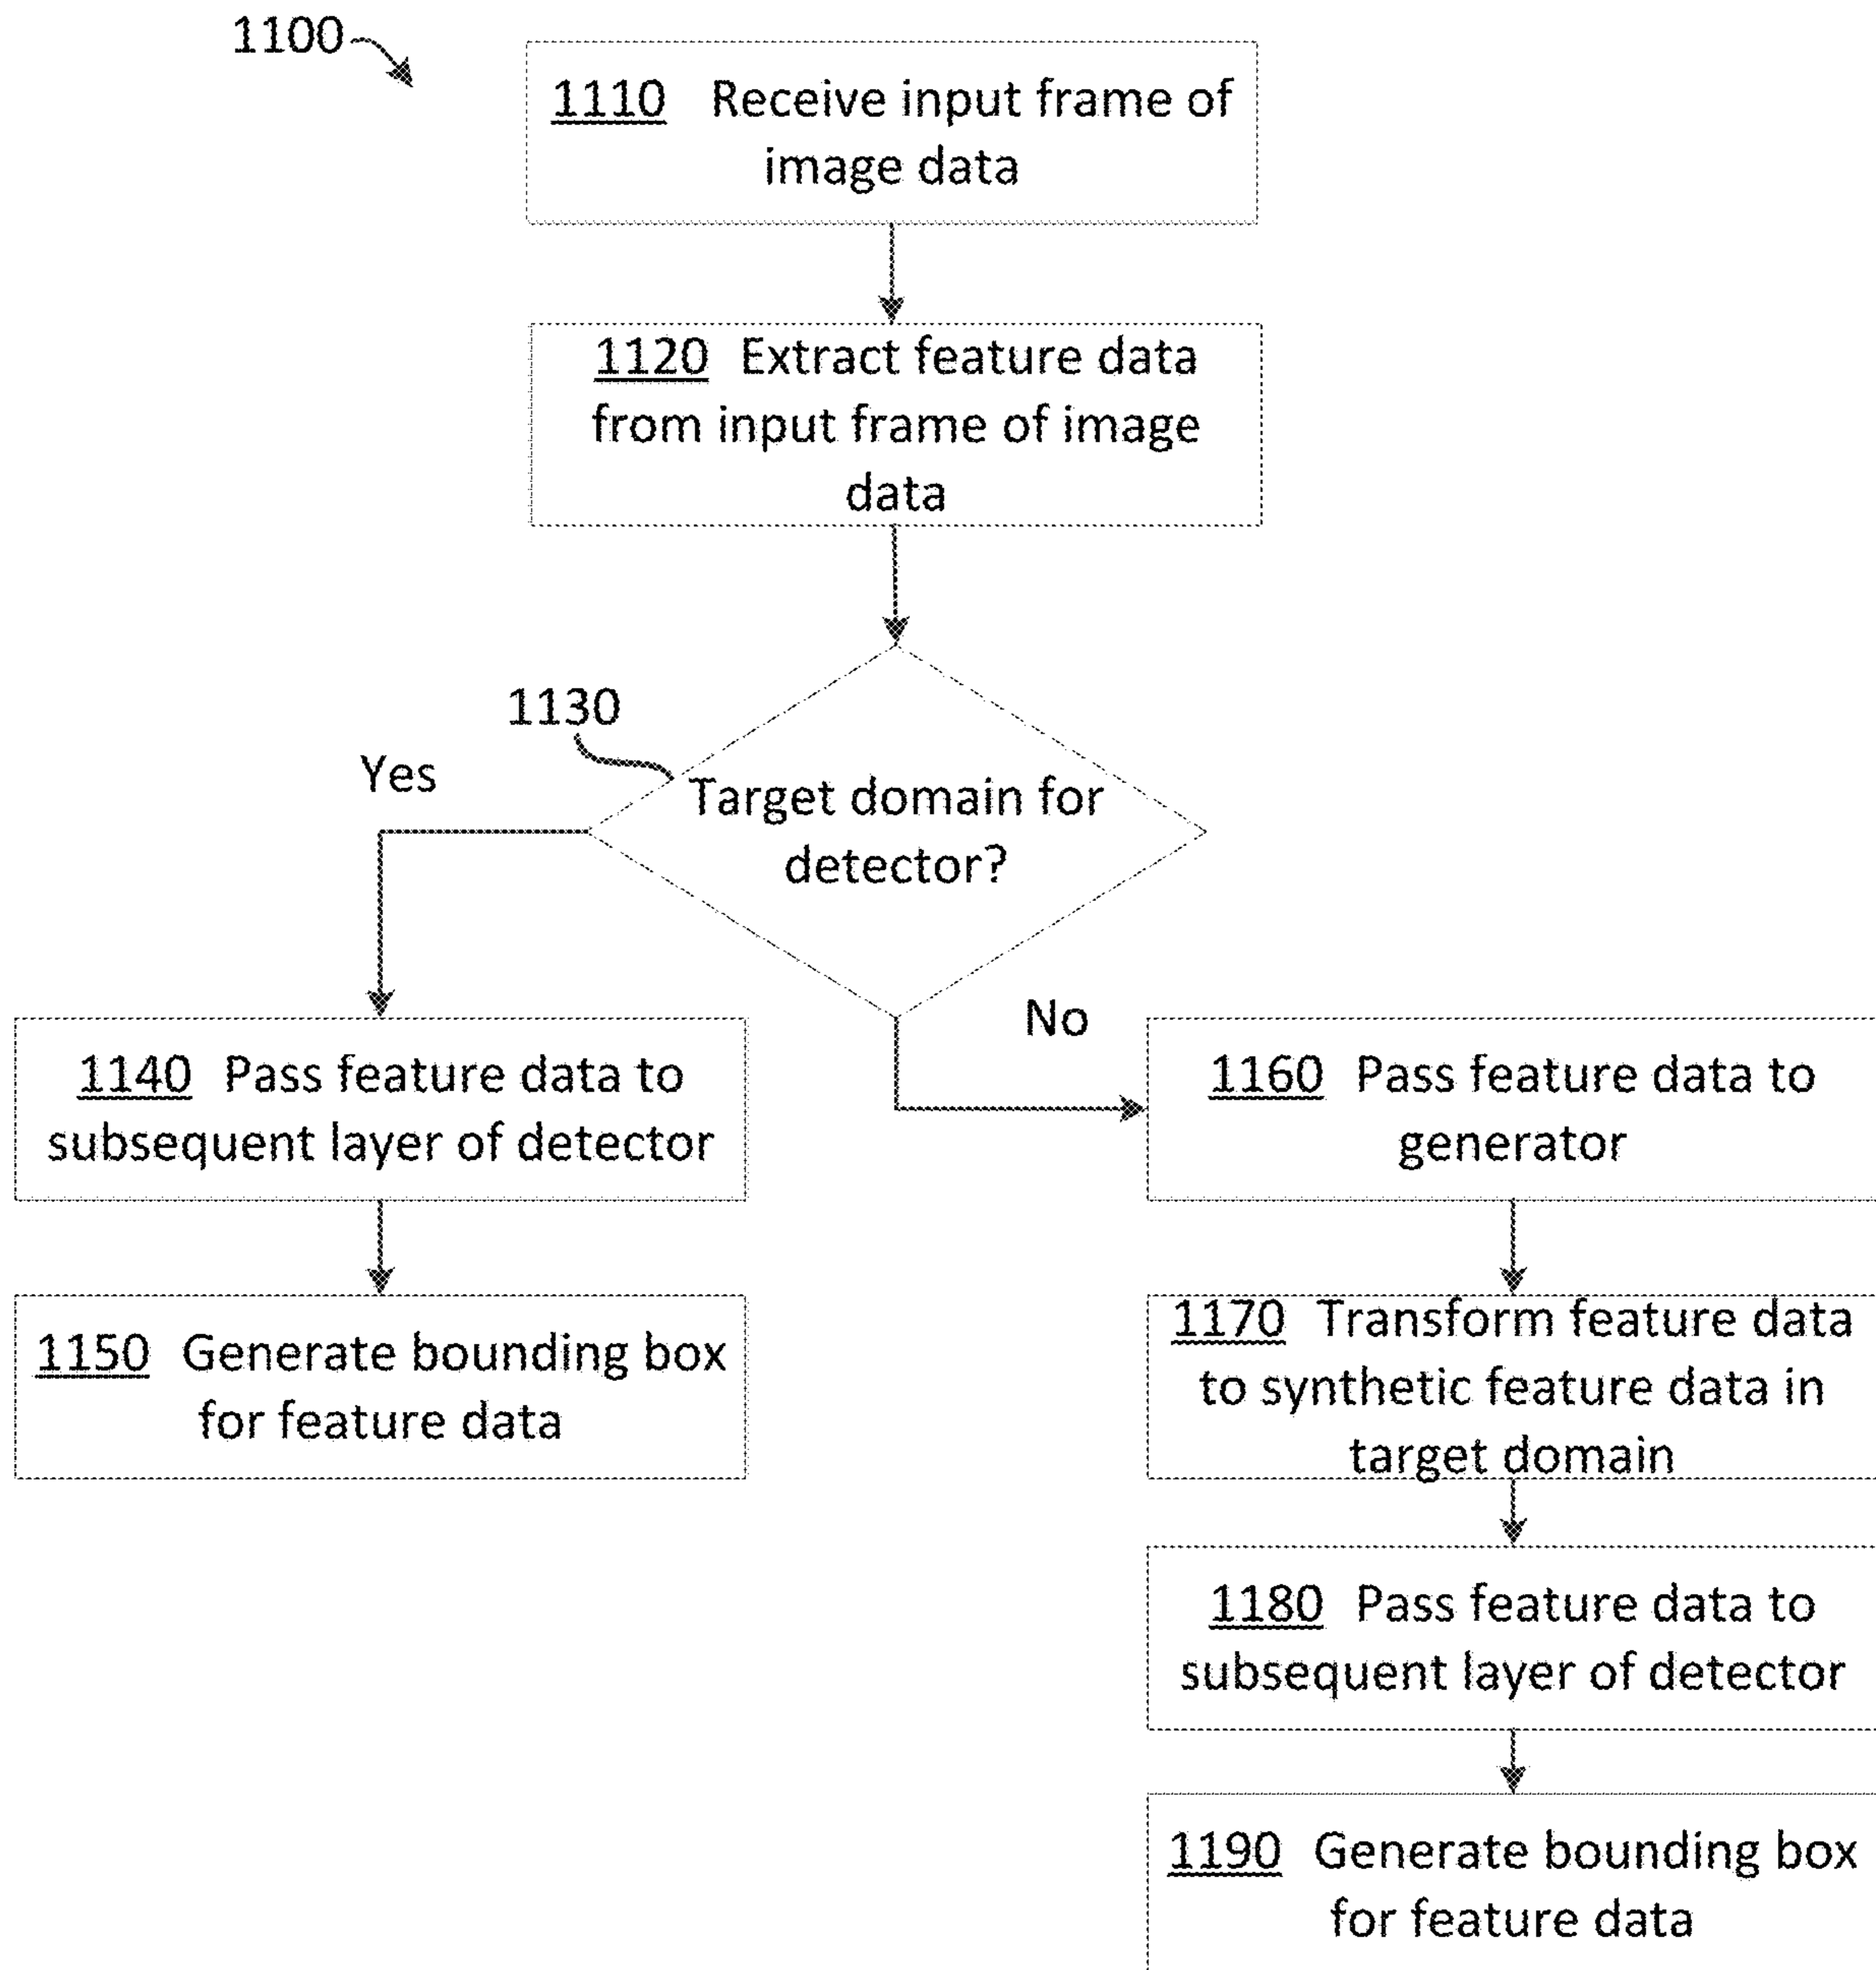 1100
1110 Receive input frame of
image data
1120 Extract feature data
from input frame of image
data
1130
Yes
Target domain for
detector?
No
1140 Pass feature data to
subsequent layer of detector
1150 Generate bounding box
for feature data
1160 Pass feature data to
generator
1170 Transform feature data
to synthetic feature data in
target domain
1180 Pass feature data to
subsequent layer of detector
1190 Generate bounding box
for feature data